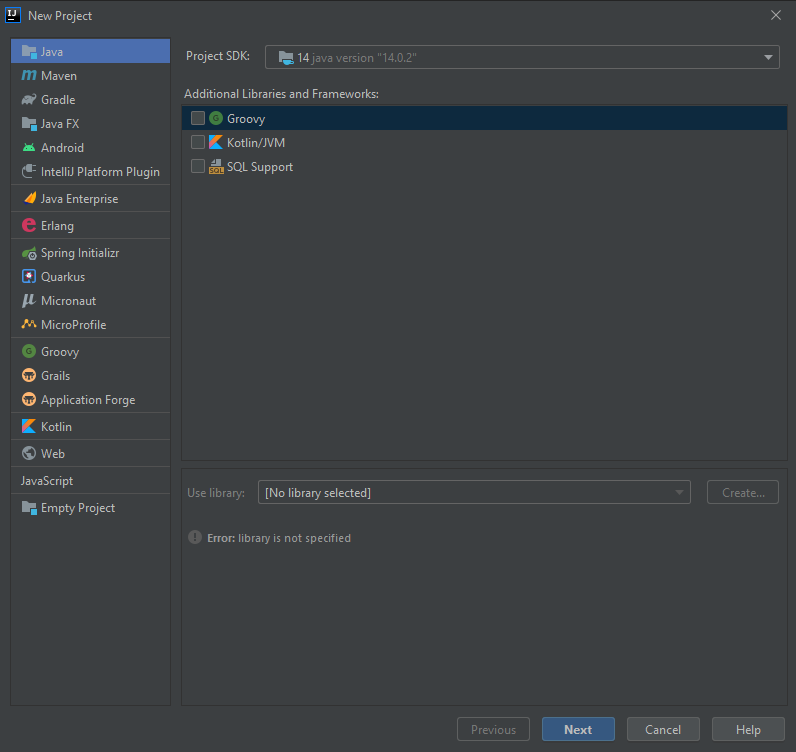 New Project
Java
Maven
Gradle
Java FX
Android
IntelliJ Platform Plugin
Java Enterprise
Erlang
Spring Initializr
Quarkus
Micronaut
MicroProfile
Groovy
Grails
Application Forge
Kotlin
Web
JavaScript
Empty Project
Project SDK: 14 java version "14.0.2"
Additional Libraries and Frameworks:
Groovy
Kotlin/JVM
SQL Support
Use library: [No library selected] Create...
Error: library is not specified
Previous Next Cancel Help